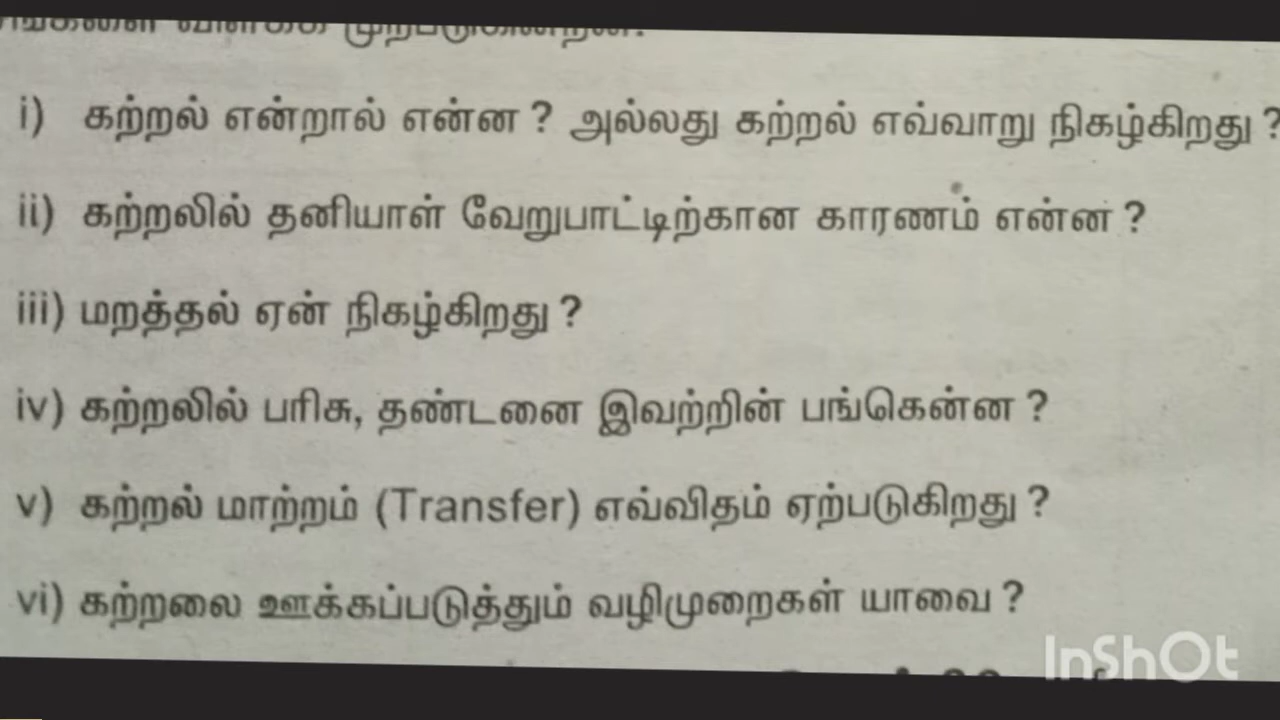 i) கற்றல் என்றால் என்ன ? அல்லது கற்றல் எவ்வாறு நிகழ்கிறது ?
ii) கற்றலில் தனியாள் வேறுபாட்டிற்கான காரணம் என்ன ?
iii) மறத்தல் ஏன் நிகழ்கிறது ?
iv) கற்றலில் பரிசு, தண்டனை இவற்றின் பங்கென்ன ?
v) கற்றல் மாற்றம் (Transfer) எவ்விதம் ஏற்படுகிறது ?
vi) கற்றலை ஊக்கப்படுத்தும் வழிமுறைகள் யாவை ?
InShOt